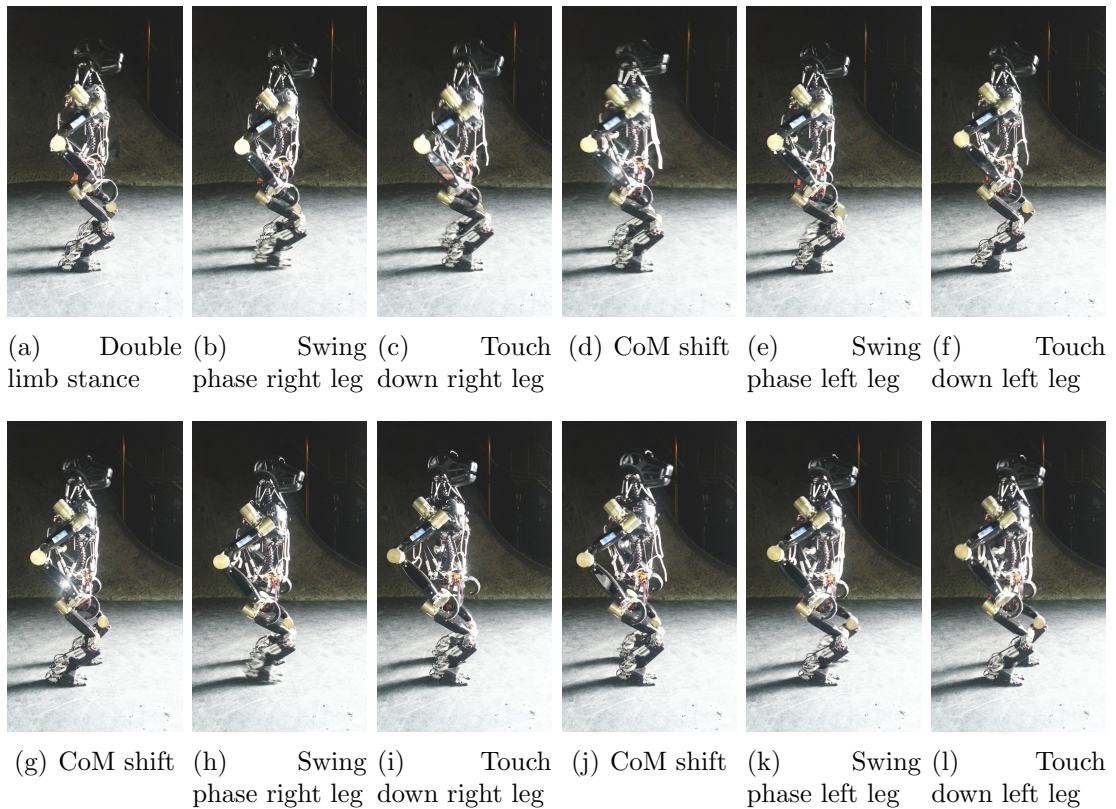 (a) Double
limb stance
(b) Swing
phase right leg
(c) Touch
down right leg
(d) CoM shift
(e) Swing
phase left leg
(f) Touch
down left leg
(g) CoM shift
(h) Swing
phase right leg
(i) Touch
down right leg
(j) CoM shift
(k) Swing
phase left leg
(l) Touch
down left leg